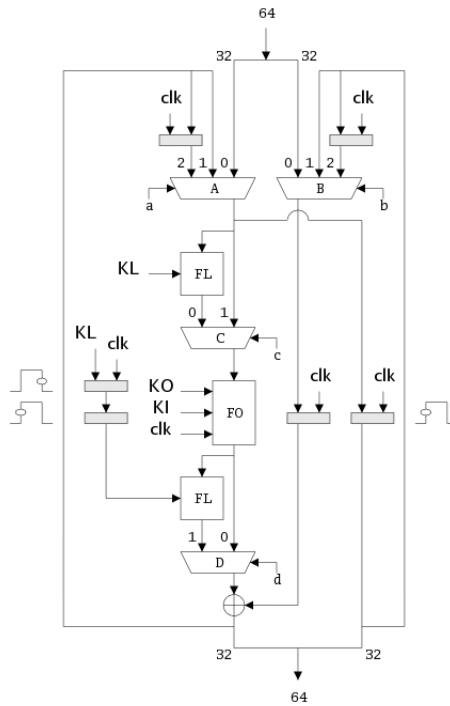 64
32 32
clk clk
2 1 0 0 1 2
A B
a b
KL FL
0 1
KL clk C c
KO clk clk
KI FO
clk
FL
1 0
D
d
32 32
64